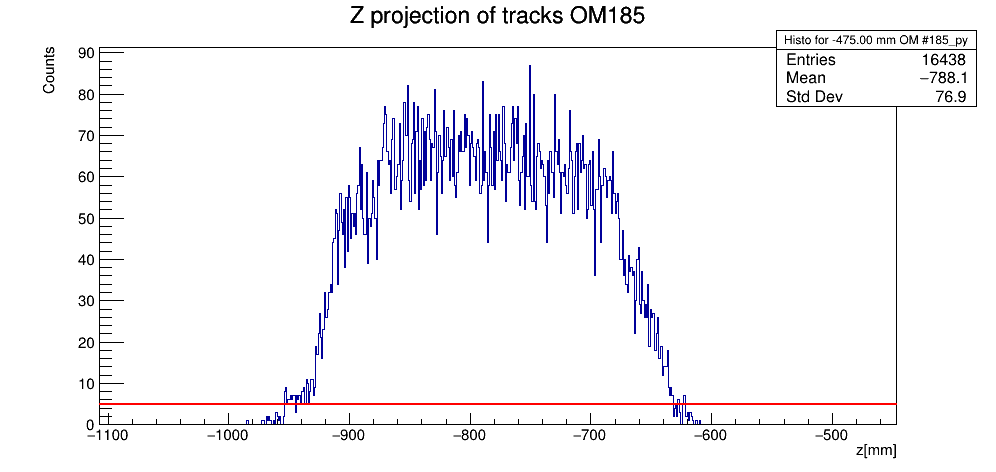 Z projection of tracks OM185
Histo for -475.00 mm OM #185_py
Entries 16438
Mean −788.1
Std Dev 76.9
Counts
90
80
70
60
50
40
30
20
10
0
−1100 −1000 −900 −800 −700 −600 −500
z[mm]